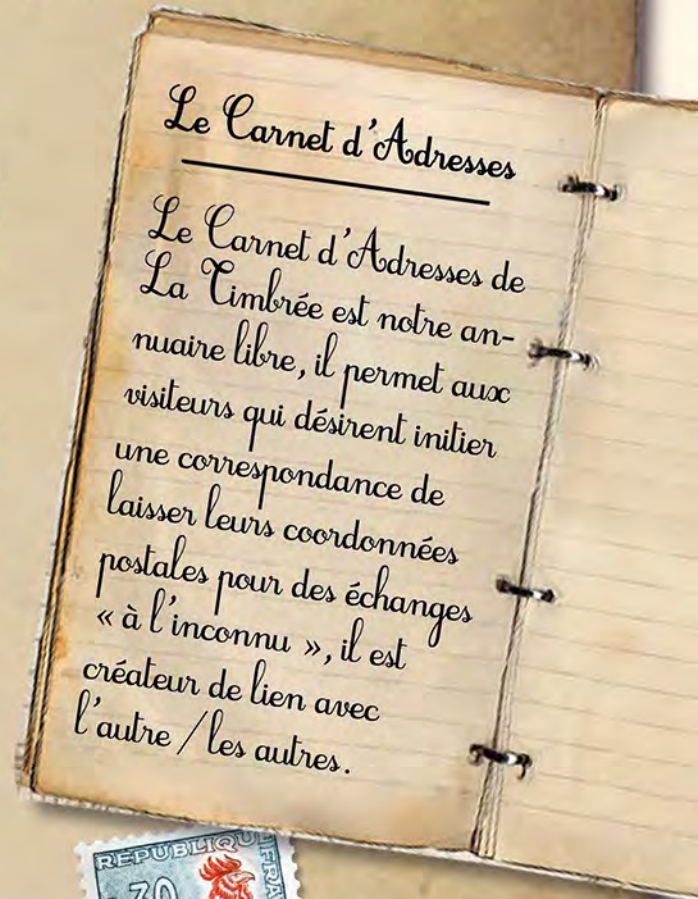 Le Carnet d'Adresses
Le Carnet d'Adresses de
La Timbrée est notre an-
nuaire libre, il permet aux
visiteurs qui désirent initier
une correspondance de
laisser leurs coordonnées
postales pour des échanges
« à l'inconnu », il est
créateur de lien avec
l'autre / les autres.
REPUBLIQUE FRA
30